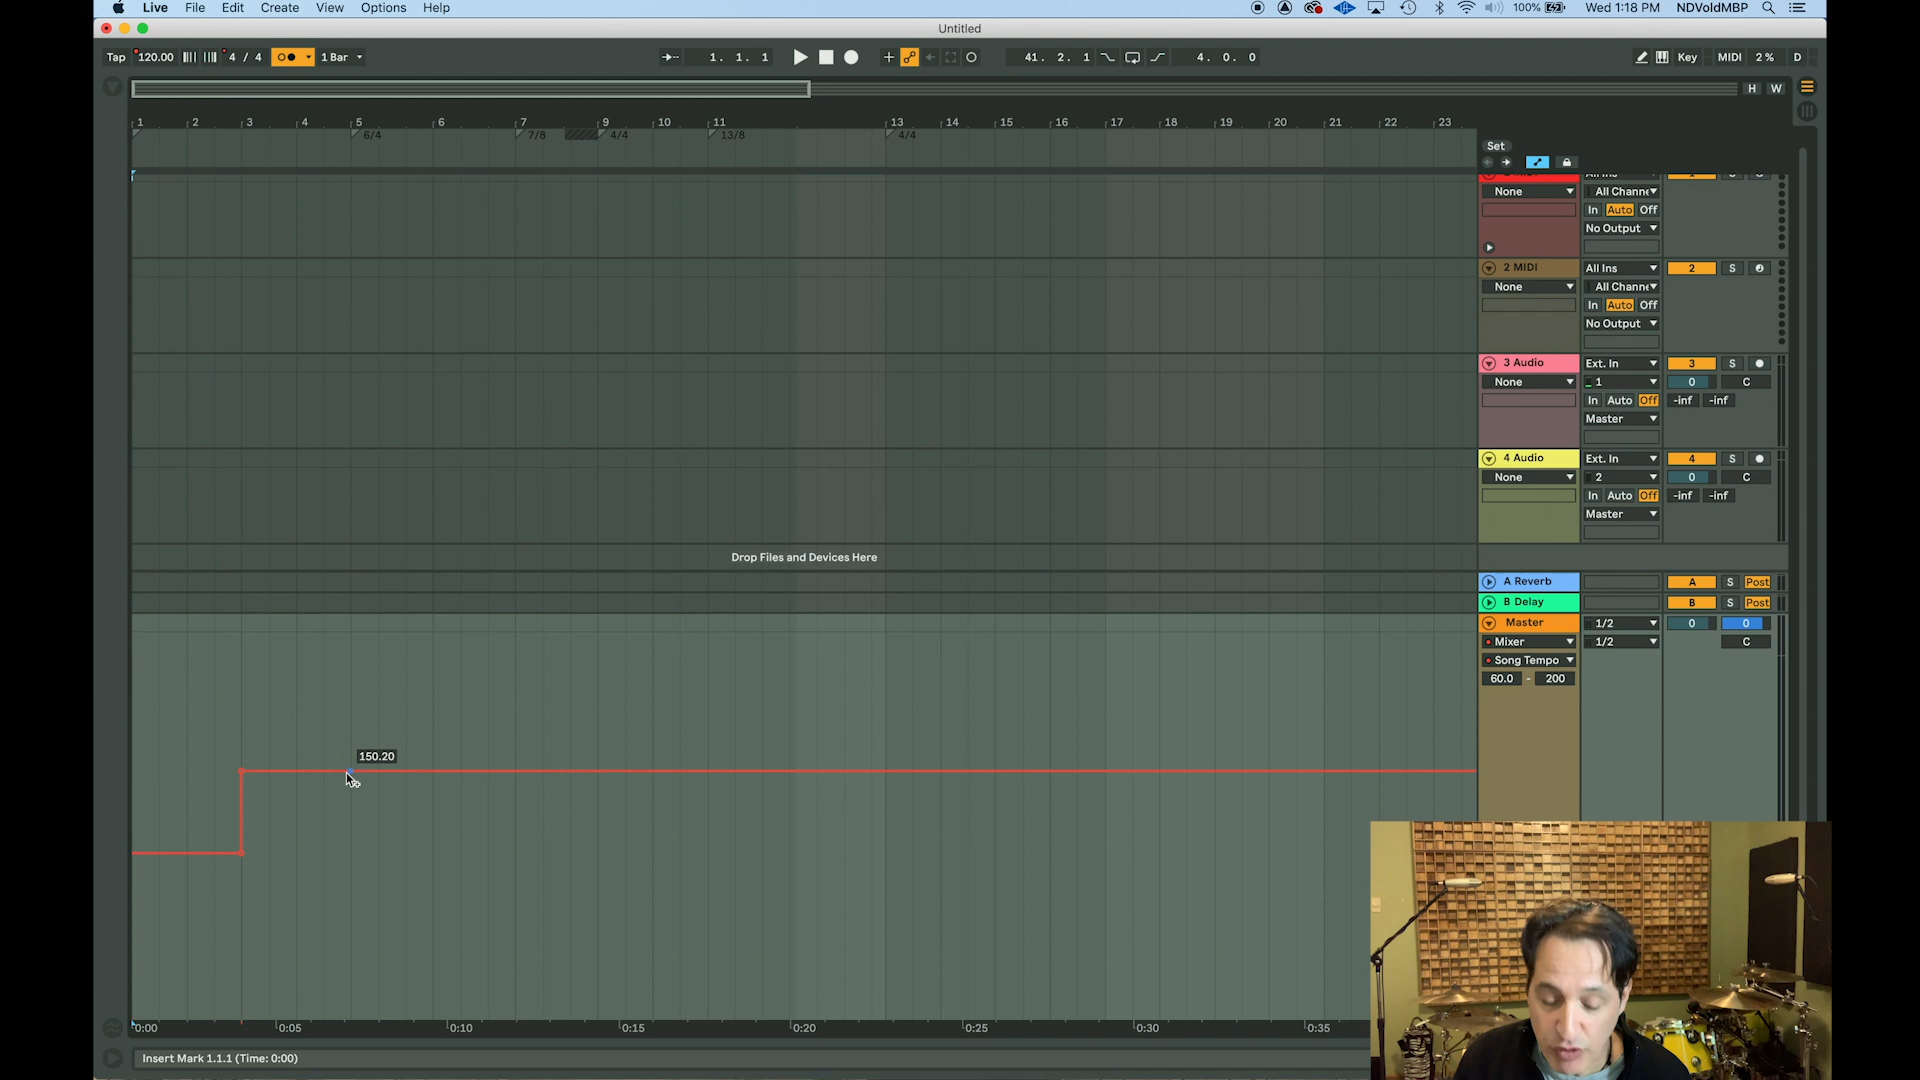 Live File Edit Create View Options Help
100% Wed 1:18 PM NDVoldMBP
Untitled
Tap 120.00 4 / 4 1 Bar 1. 1. 1 41. 2. 1 4. 0. 0 Key MIDI 2 % D
H W
1 2 3 4 5 6 7 9 10 11 13 14 15 16 17 18 19 20 21 22 23
6/4 7/8 4/4 13/8 4/4
Set
None All Channe
In Auto Off
No Output
2 MIDI All Ins 2 S
None All Channe
In Auto Off
No Output
3 Audio Ext. In 3 S
None 1 0 C
In Auto Off -inf -inf
Master
4 Audio Ext. In 4 S
None 2 0 C
In Auto Off -inf -inf
Master
Drop Files and Devices Here
A Reverb A S Post
B Delay B S Post
Master 1/2 0 0
Mixer 1/2 C
Song Tempo
60.0 - 200
150.20
0:00 0:05 0:10 0:15 0:20 0:25 0:30 0:35
Insert Mark 1.1.1 (Time: 0:00)